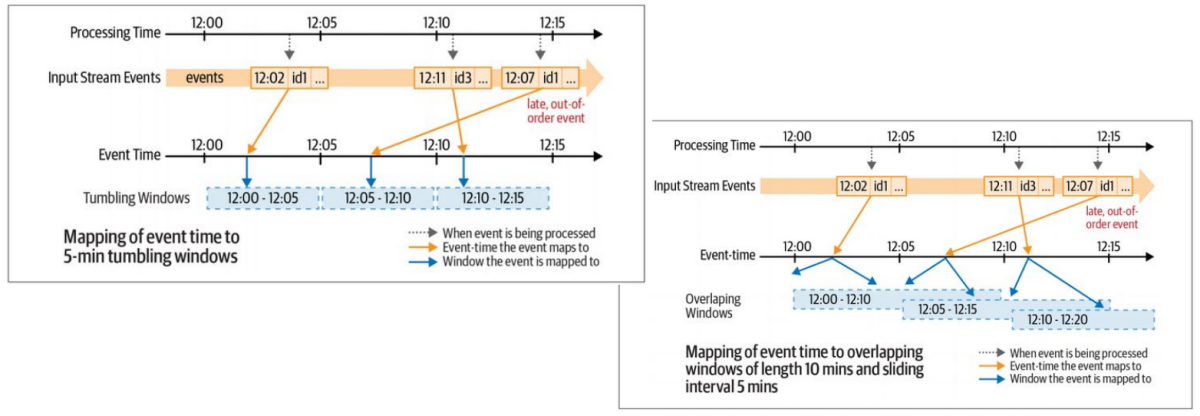 12:00 12:05 12:10 12:15
Processing Time
Input Stream Events events 12:02 id1 ... 12:11 id3 ... 12:07 id1 ...
late, out-of-
order event
12:00 12:05 12:10 12:15
Event Time
Tumbling Windows 12:00 - 12:05 12:05 - 12:10 12:10 - 12:15
Mapping of event time to
5-min tumbling windows
When event is being processed
Event-time the event maps to
Window the event is mapped to
12:00 12:05 12:10 12:15
Processing Time
Input Stream Events 12:02 id1 ... 12:11 id3 ... 12:07 id1 ...
late, out-of-
order event
12:00 12:05 12:10 12:15
Event-time
Overlaping
Windows
12:00 - 12:10
12:05 - 12:15
12:10 - 12:20
Mapping of event time to overlapping
windows of length 10 mins and sliding
interval 5 mins
When event is being processed
Event-time the event maps to
Window the event is mapped to